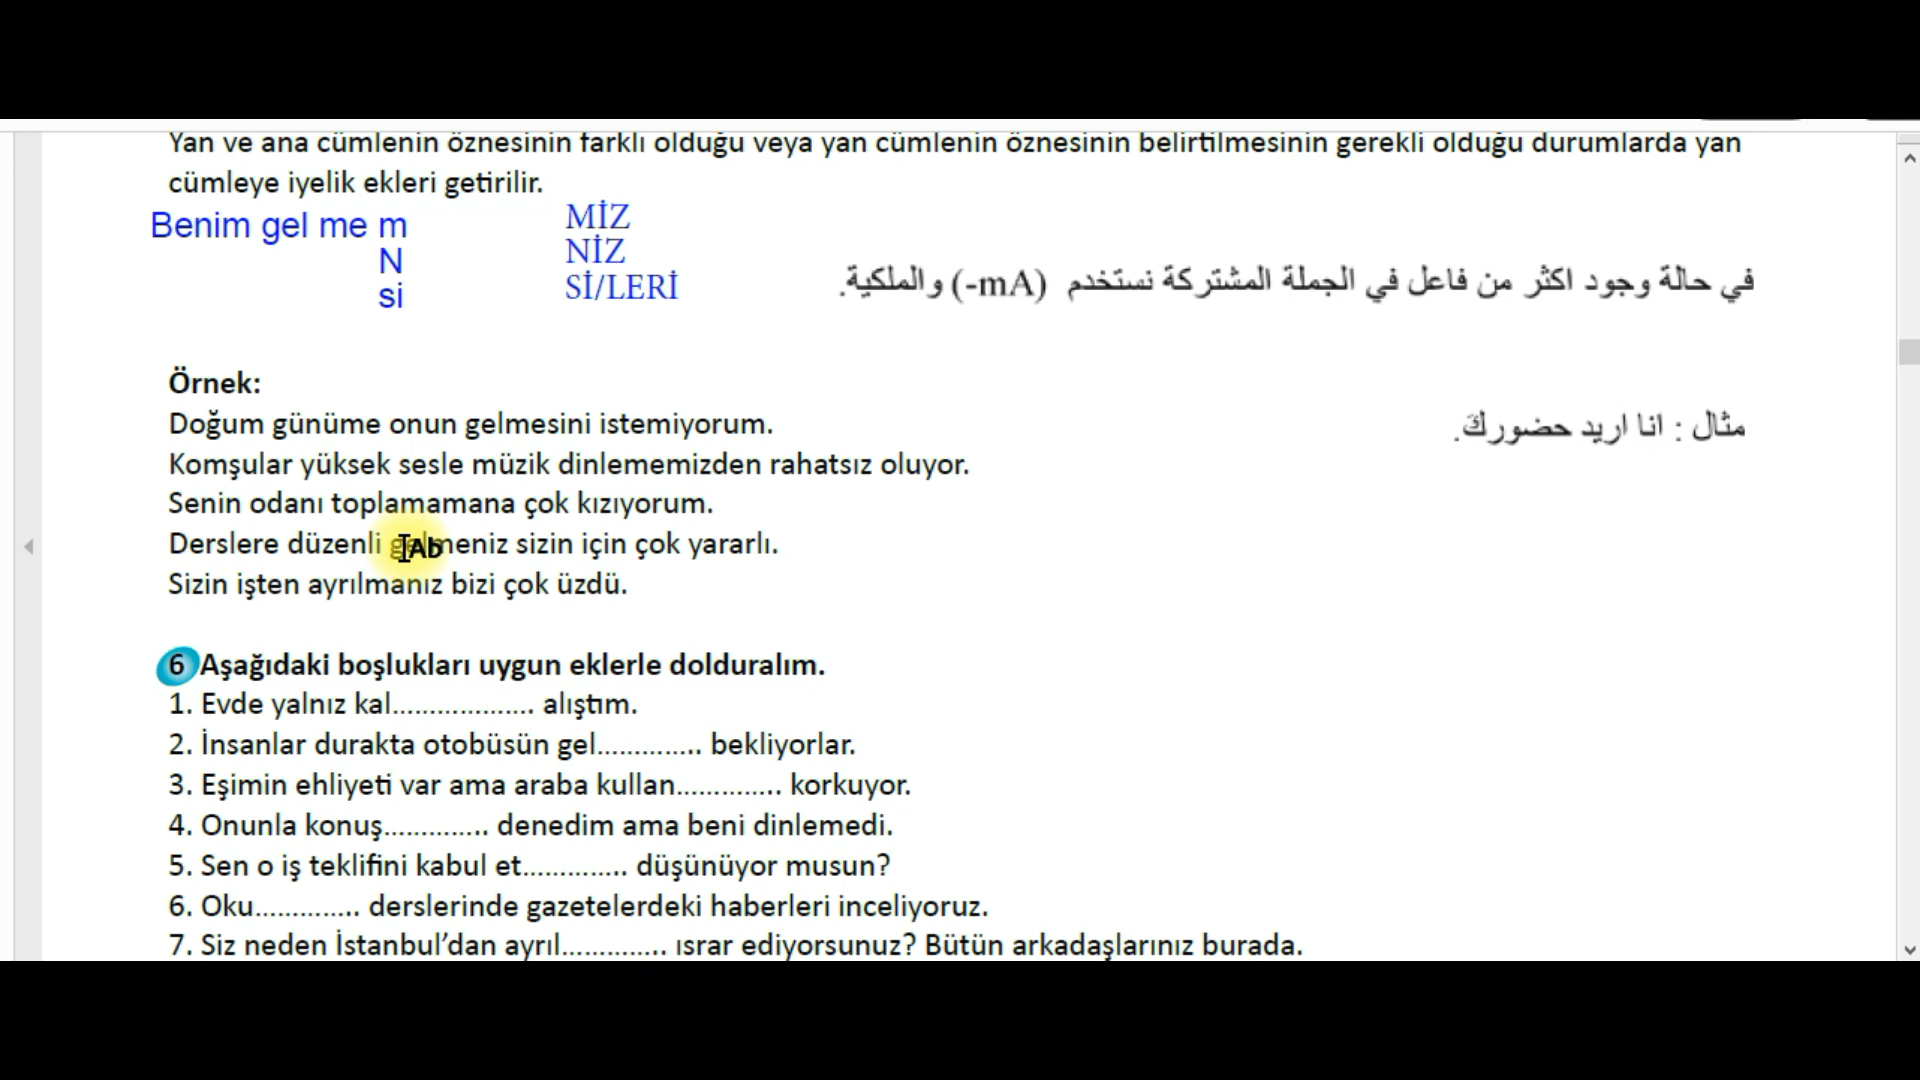 Yan ve ana cümlenin öznesinin farklı olduğu veya yan cümlenin öznesinin belirtilmesinin gerekli olduğu durumlarda yan
cümleye iyelik ekleri getirilir.
Benim gel me m
N
si
MİZ
NİZ
Sİ/LERİ
في حالة وجود اكثر من فاعل في الجملة المشتركة نستخدم (-mA) والملكية.
Örnek:
Doğum günüme onun gelmesini istemiyorum.
مثال : انا اريد حضوركَ.
Komşular yüksek sesle müzik dinlememizden rahatsız oluyor.
Senin odanı toplamamana çok kızıyorum.
Derslere düzenli gelmeniz sizin için çok yararlı.
Ab
Sizin işten ayrılmanız bizi çok üzdü.
6 Aşağıdaki boşlukları uygun eklerle dolduralım.
1. Evde yalnız kal................... alıştım.
2. İnsanlar durakta otobüsün gel.............. bekliyorlar.
3. Eşimin ehliyeti var ama araba kullan.............. korkuyor.
4. Onunla konuş.............. denedim ama beni dinlemedi.
5. Sen o iş teklifini kabul et.............. düşünüyor musun?
6. Oku.............. derslerinde gazetelerdeki haberleri inceliyoruz.
7. Siz neden İstanbul’dan ayrıl.............. ısrar ediyorsunuz? Bütün arkadaşlarınız burada.